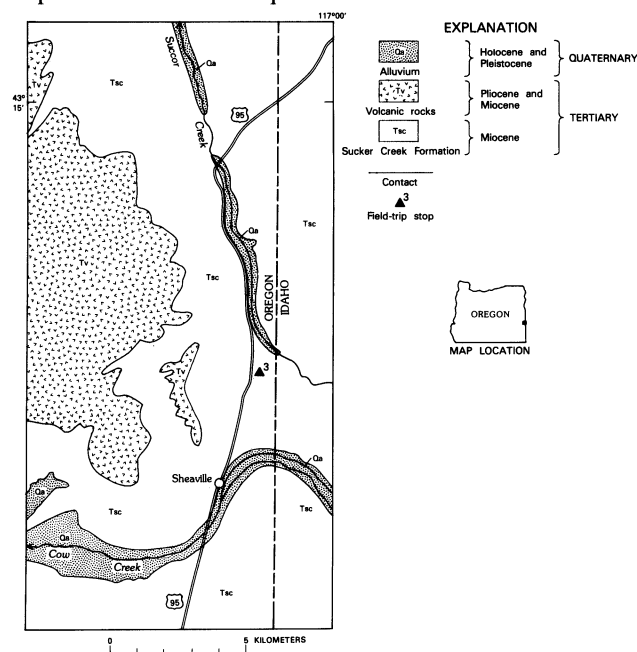 117°00'
EXPLANATION
Qa
Alluvium
Holocene and
Pleistocene
QUATERNARY
Tv
Volcanic rocks
Pliocene and
Miocene
TERTIARY
Tsc
Sucker Creek Formation
Miocene
Contact
3
Field-trip stop
OREGON
MAP LOCATION
Succor
Creek
Qa
Tsc
Tv
43°
15'
95
Qa
Tsc
Tsc
Tv
OREGON
IDAHO
Tv
3
Sheaville
Qa
Qa
Tsc
Tsc
Qa
Cow
Creek
Tsc
95
0 5 KILOMETERS